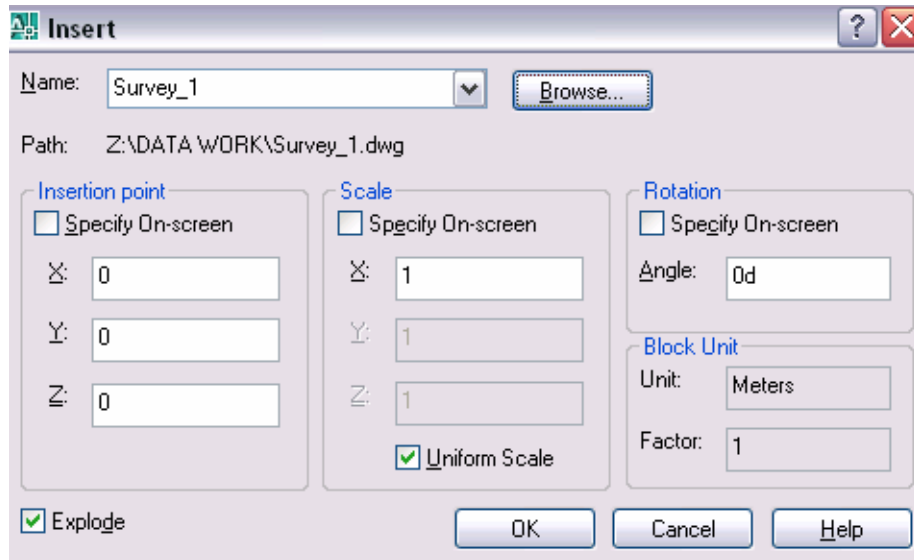 Insert
Name: Survey_1 Browse...
Path: Z:\DATA WORK\Survey_1.dwg
Insertion point
Specify On-screen
X: 0
Y: 0
Z: 0
Scale
Specify On-screen
X: 1
Y: 1
Z: 1
Uniform Scale
Rotation
Specify On-screen
Angle: 0d
Block Unit
Unit: Meters
Factor: 1
Explode
OK Cancel Help